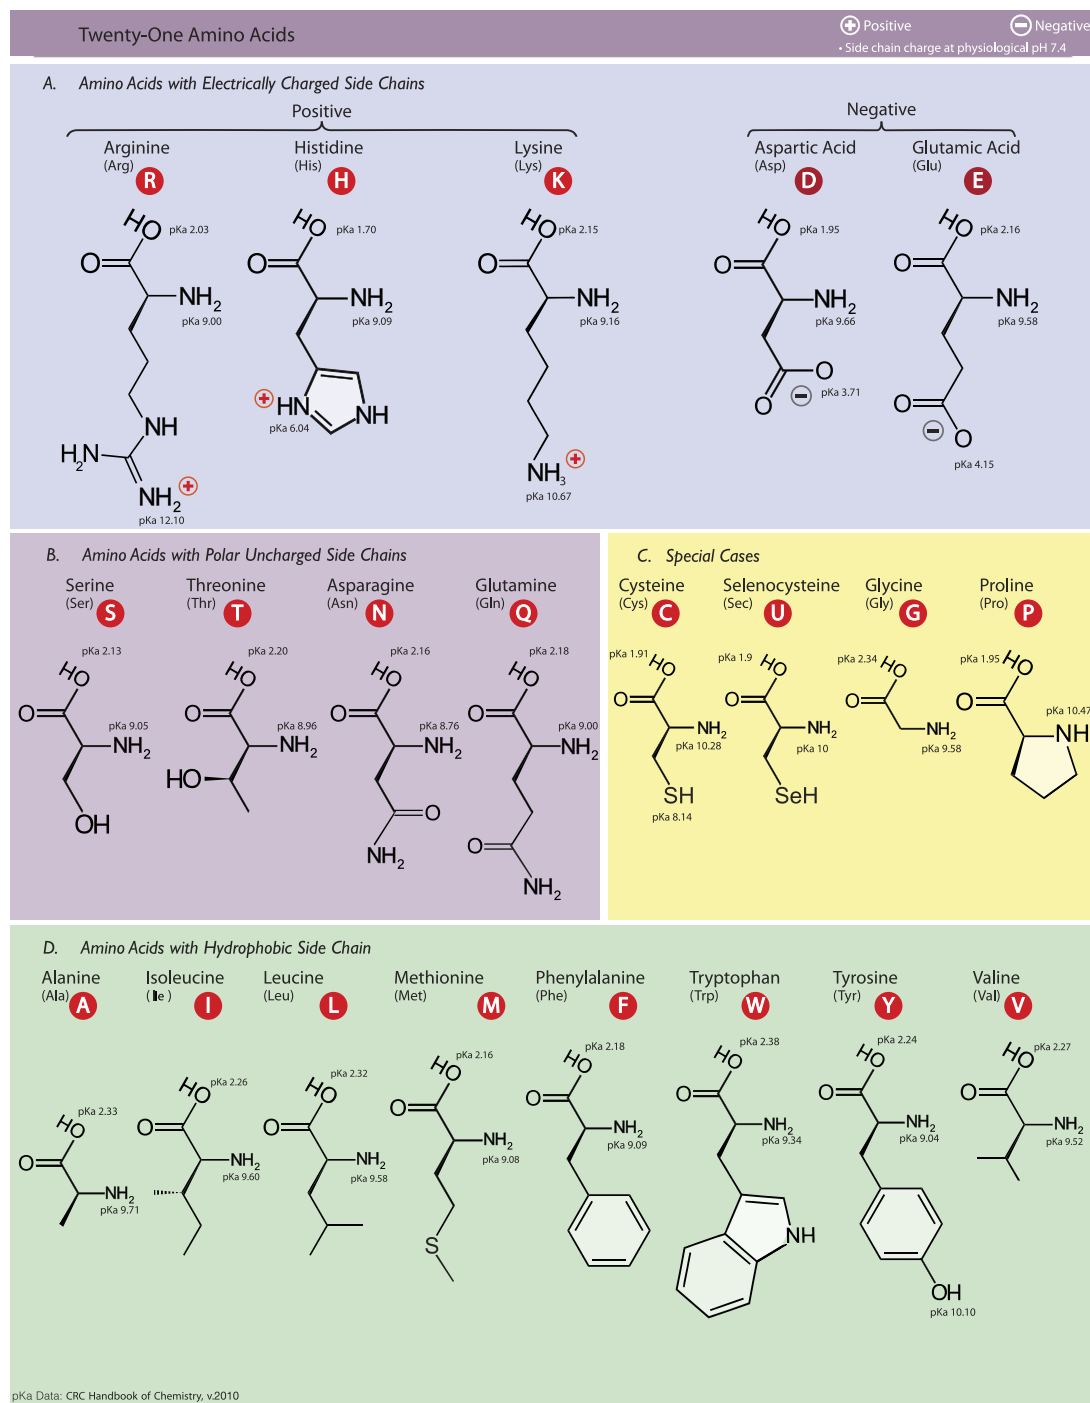 Twenty-One Amino Acids
+ Positive
− Negative
• Side chain charge at physiological pH 7.4
A. Amino Acids with Electrically Charged Side Chains
Positive
Negative
Arginine
(Arg)
R
HO
pKa 2.03
O
NH2
pKa 9.00
NH
H2N
NH2
+
pKa 12.10
Histidine
(His)
H
HO
pKa 1.70
O
NH2
pKa 9.09
+
HN
NH
pKa 6.04
Lysine
(Lys)
K
HO
pKa 2.15
O
NH2
pKa 9.16
NH3
+
pKa 10.67
Aspartic Acid
(Asp)
D
HO
pKa 1.95
O
NH2
pKa 9.66
O
O
−
pKa 3.71
Glutamic Acid
(Glu)
E
HO
pKa 2.16
O
NH2
pKa 9.58
O
−
O
pKa 4.15
B. Amino Acids with Polar Uncharged Side Chains
Serine
(Ser)
S
pKa 2.13
HO
O
pKa 9.05
NH2
OH
Threonine
(Thr)
T
pKa 2.20
HO
O
pKa 8.96
NH2
HO
Asparagine
(Asn)
N
pKa 2.16
HO
O
pKa 8.76
NH2
O
NH2
Glutamine
(Gln)
Q
pKa 2.18
HO
O
pKa 9.00
NH2
O
NH2
C. Special Cases
Cysteine
(Cys)
C
pKa 1.91
HO
O
NH2
pKa 10.28
SH
pKa 8.14
Selenocysteine
(Sec)
U
pKa 1.9
HO
O
NH2
pKa 10
SeH
Glycine
(Gly)
G
pKa 2.34
HO
O
NH2
pKa 9.58
Proline
(Pro)
P
pKa 1.95
HO
O
pKa 10.47
NH
D. Amino Acids with Hydrophobic Side Chain
Alanine
(Ala)
A
pKa 2.33
HO
O
NH2
pKa 9.71
Isoleucine
(Ile)
I
pKa 2.26
HO
O
NH2
pKa 9.60
Leucine
(Leu)
L
pKa 2.32
HO
O
NH2
pKa 9.58
Methionine
(Met)
M
pKa 2.16
HO
O
NH2
pKa 9.08
S
Phenylalanine
(Phe)
F
pKa 2.18
HO
O
NH2
pKa 9.09
Tryptophan
(Trp)
W
pKa 2.38
HO
O
NH2
pKa 9.34
NH
Tyrosine
(Tyr)
Y
pKa 2.24
HO
O
NH2
pKa 9.04
OH
pKa 10.10
Valine
(Val)
V
pKa 2.27
HO
O
NH2
pKa 9.52
pKa Data: CRC Handbook of Chemistry, v.2010